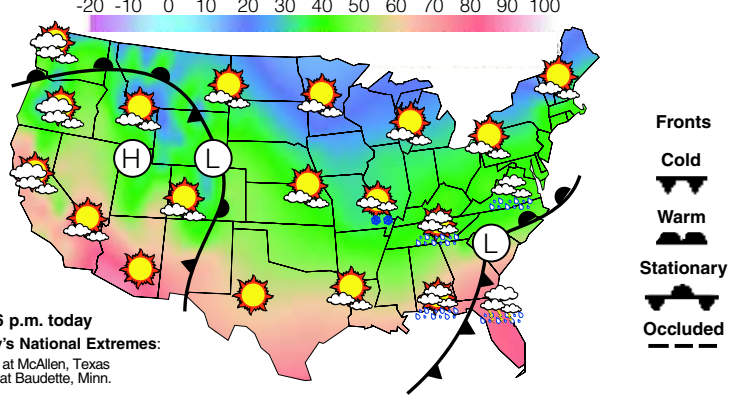 -20 -10 0 10 20 30 40 50 60 70 80 90 100
Fronts
Cold
Warm
Stationary
Occluded
H
L
L
6 p.m. today
National Extremes:
at McAllen, Texas
at Baudette, Minn.